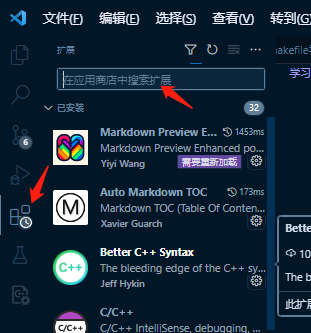 文件(F) 编辑(E) 选择(S) 查看(V) 转到(G)
扩展
akefile
在应用商店中搜索扩展
学习
已安装 32
6
Markdown Preview E... 1453ms
Markdown Preview Enhanced po...
Yiyi Wang 需要重新加载
Auto Markdown TOC 173ms
Markdown TOC (Table Of Conten...
Xavier Guarch
M
Better C++ Syntax
Bette
The bleeding edge of the C++ sy...
10
C++
Jeff Hykin
The b
C/C++
此扩展
C/C++ IntelliSense, debugging, ...
C/C++